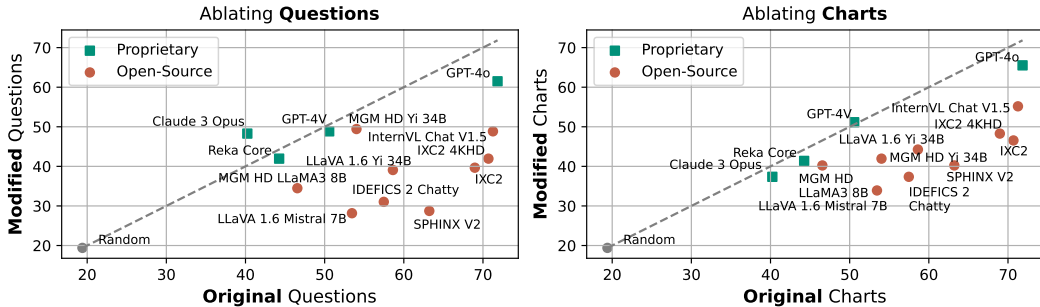 Ablating Questions
Modified Questions
70
60
50
40
30
20
Proprietary
Open-Source
GPT-4o
Claude 3 Opus
GPT-4V
MGM HD Yi 34B
InternVL Chat V1.5
Reka Core
IXC2 4KHD
LLaVA 1.6 Yi 34B
MGM HD LLaMA3 8B
IXC2
IDEFICS 2 Chatty
LLaVA 1.6 Mistral 7B
SPHINX V2
Random
20
30
40
50
60
70
Original Questions
Ablating Charts
Modified Charts
70
60
50
40
30
20
Proprietary
Open-Source
GPT-4o
InternVL Chat V1.5
GPT-4V
IXC2 4KHD
LLaVA 1.6 Yi 34B
Reka Core
MGM HD Yi 34B
IXC2
Claude 3 Opus
MGM HD
LLaMA3 8B
SPHINX V2
IDEFICS 2
Chatty
LLaVA 1.6 Mistral 7B
Random
20
30
40
50
60
70
Original Charts